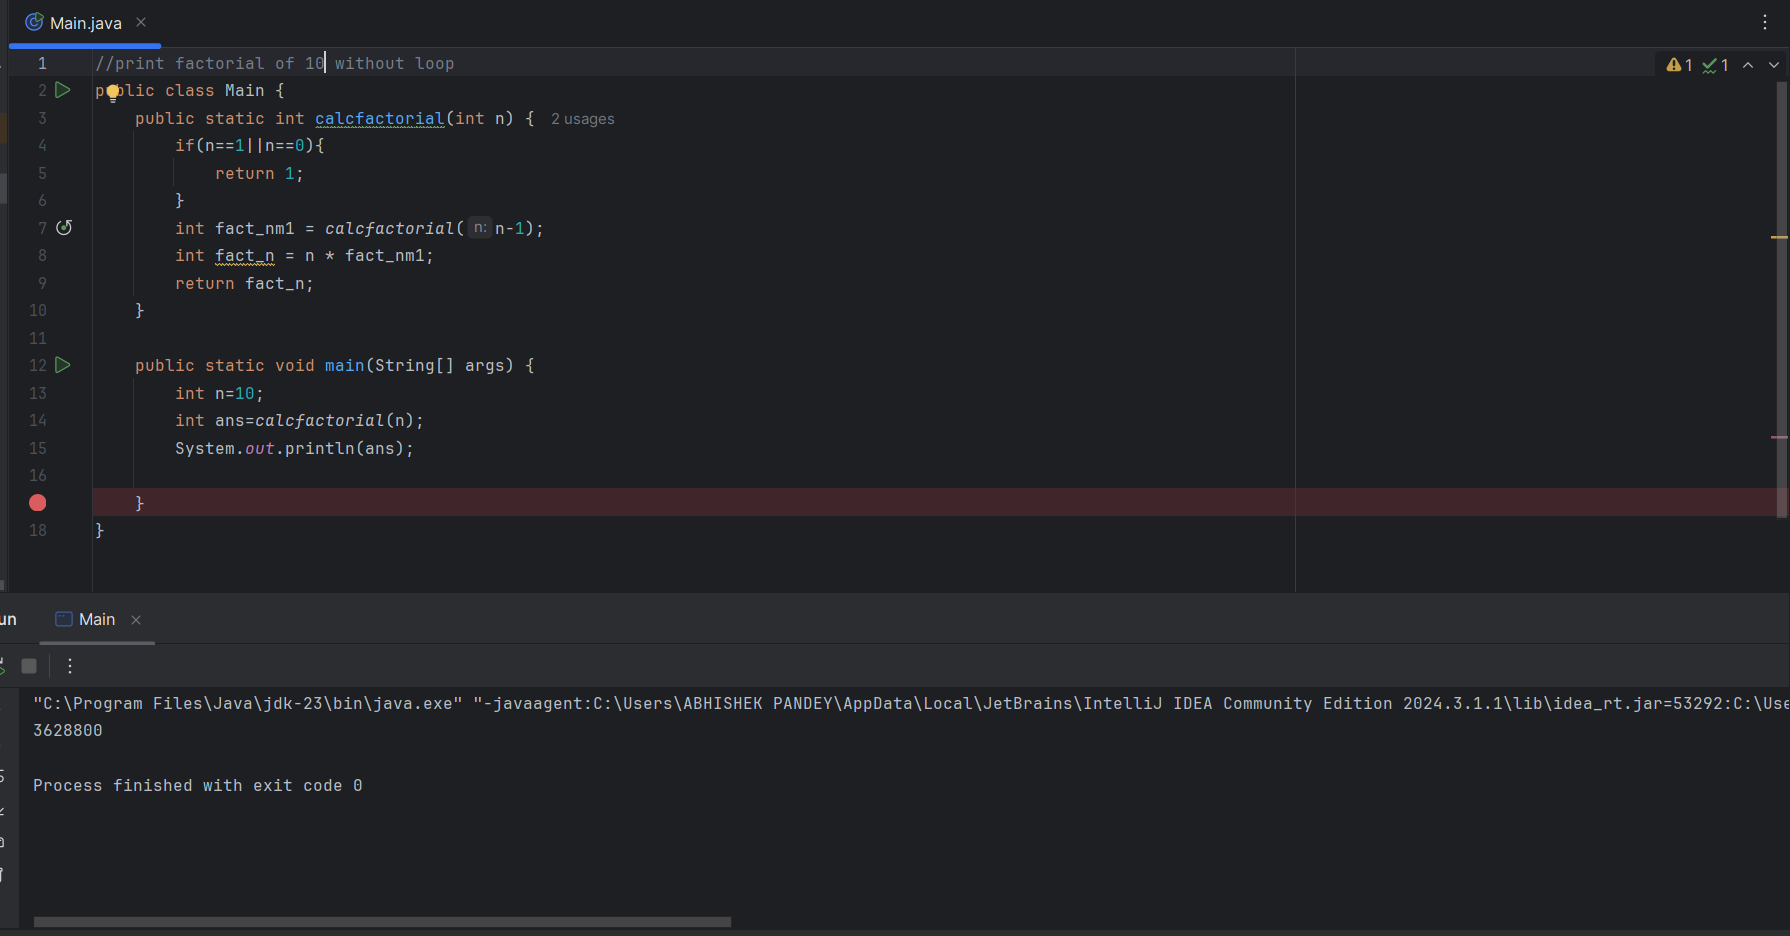 Main.java
1 //print factorial of 10 without loop
1 1
2 public class Main {
3 public static int calcfactorial(int n) { 2 usages
4 if(n==1||n==0){
5 return 1;
6 }
7 int fact_nm1 = calcfactorial( n: n-1);
8 int fact_n = n * fact_nm1;
9 return fact_n;
10 }
11
12 public static void main(String[] args) {
13 int n=10;
14 int ans=calcfactorial(n);
15 System.out.println(ans);
16
}
18 }
un Main
"C:\Program Files\Java\jdk-23\bin\java.exe" "-javaagent:C:\Users\ABHISHEK PANDEY\AppData\Local\JetBrains\IntelliJ IDEA Community Edition 2024.3.1.1\lib\idea_rt.jar=53292:C:\Use
3628800
Process finished with exit code 0